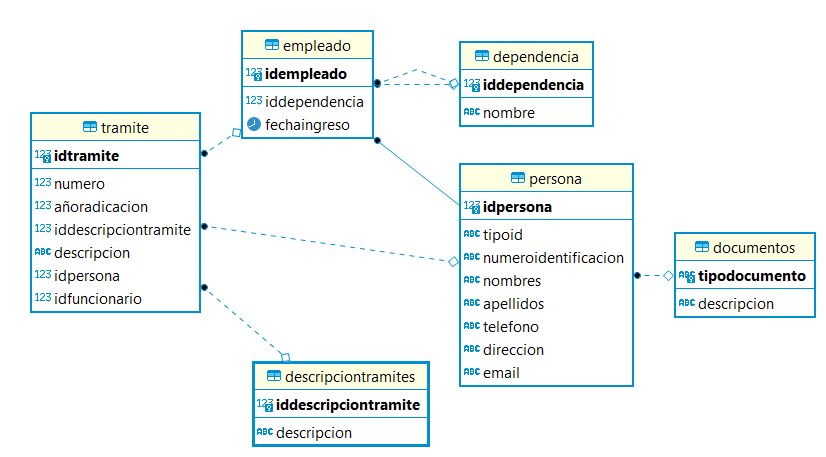 empleado
123 idempleado
123 iddependencia
fechaingreso
dependencia
123 iddependencia
ABC nombre
tramite
123 idtramite
123 numero
123 añoradicacion
123 iddescripciontramite
ABC descripcion
123 idpersona
123 idfuncionario
persona
123 idpersona
ABC tipoid
ABC numeroidentificacion
ABC nombres
ABC apellidos
ABC telefono
ABC direccion
ABC email
documentos
ABC tipodocumento
ABC descripcion
descripciontramites
123 iddescripciontramite
ABC descripcion